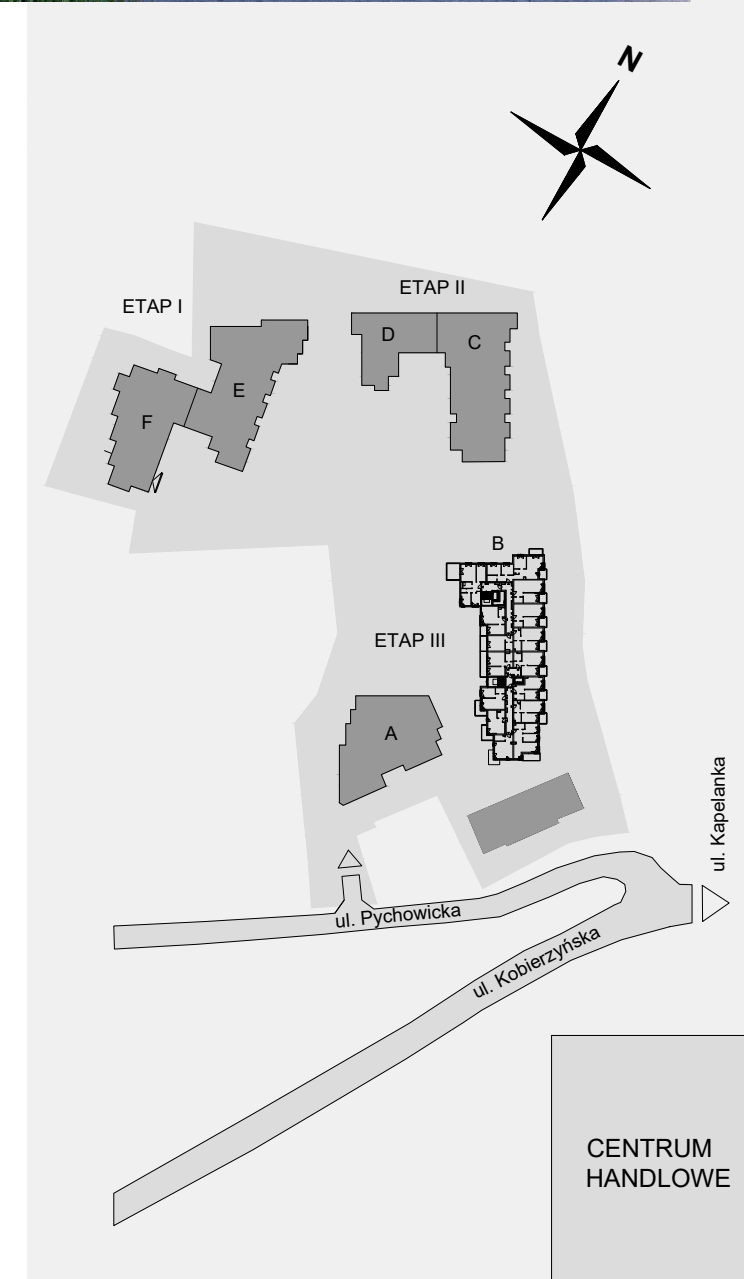 N
ETAP II
ETAP I
D
C
E
F
B
ETAP III
A
ul. Kapelanka
ul. Pychowicka
ul. Kobierzyńska
CENTRUM
HANDLOWE